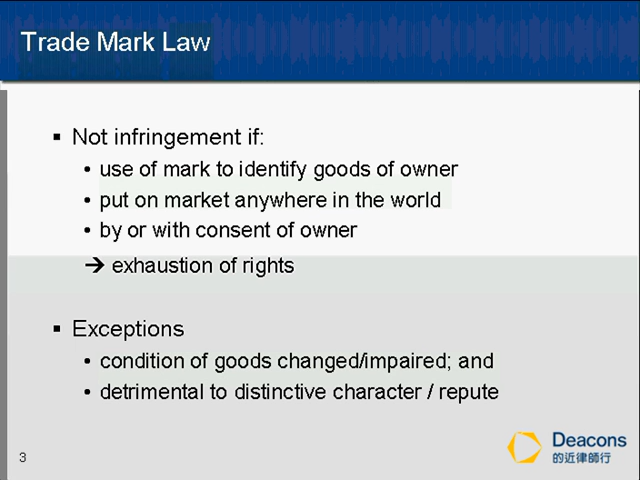 Trade Mark Law
▪ Not infringement if:
• use of mark to identify goods of owner
• put on market anywhere in the world
• by or with consent of owner
→ exhaustion of rights
▪ Exceptions
• condition of goods changed/impaired; and
• detrimental to distinctive character / repute
3
Deacons
的近律師行